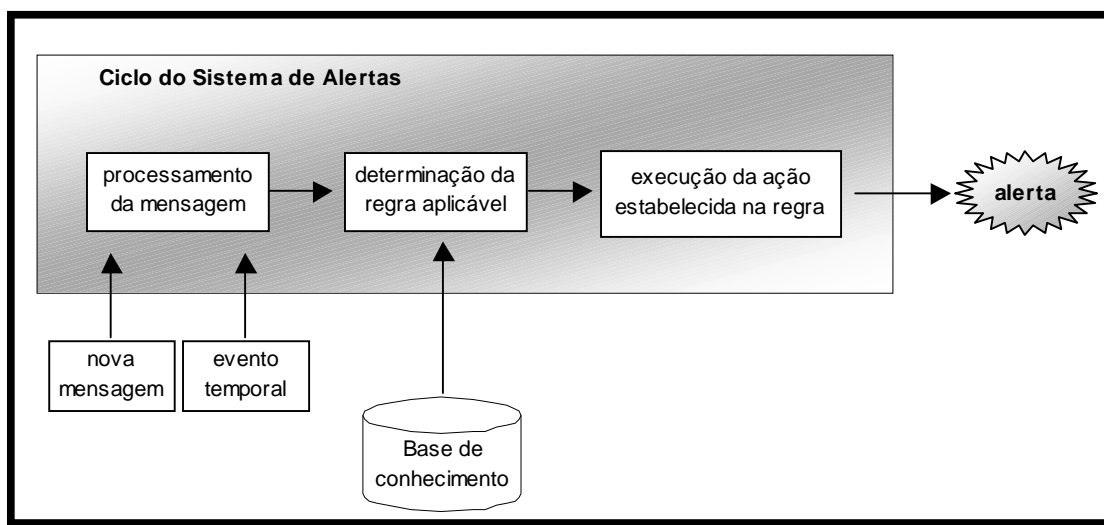 Ciclo do Sistema de Alertas
processamento
da mensagem
determinação da
regra aplicável
execução da ação
estabelecida na regra
alerta
nova
mensagem
evento
temporal
Base de
conhecimento